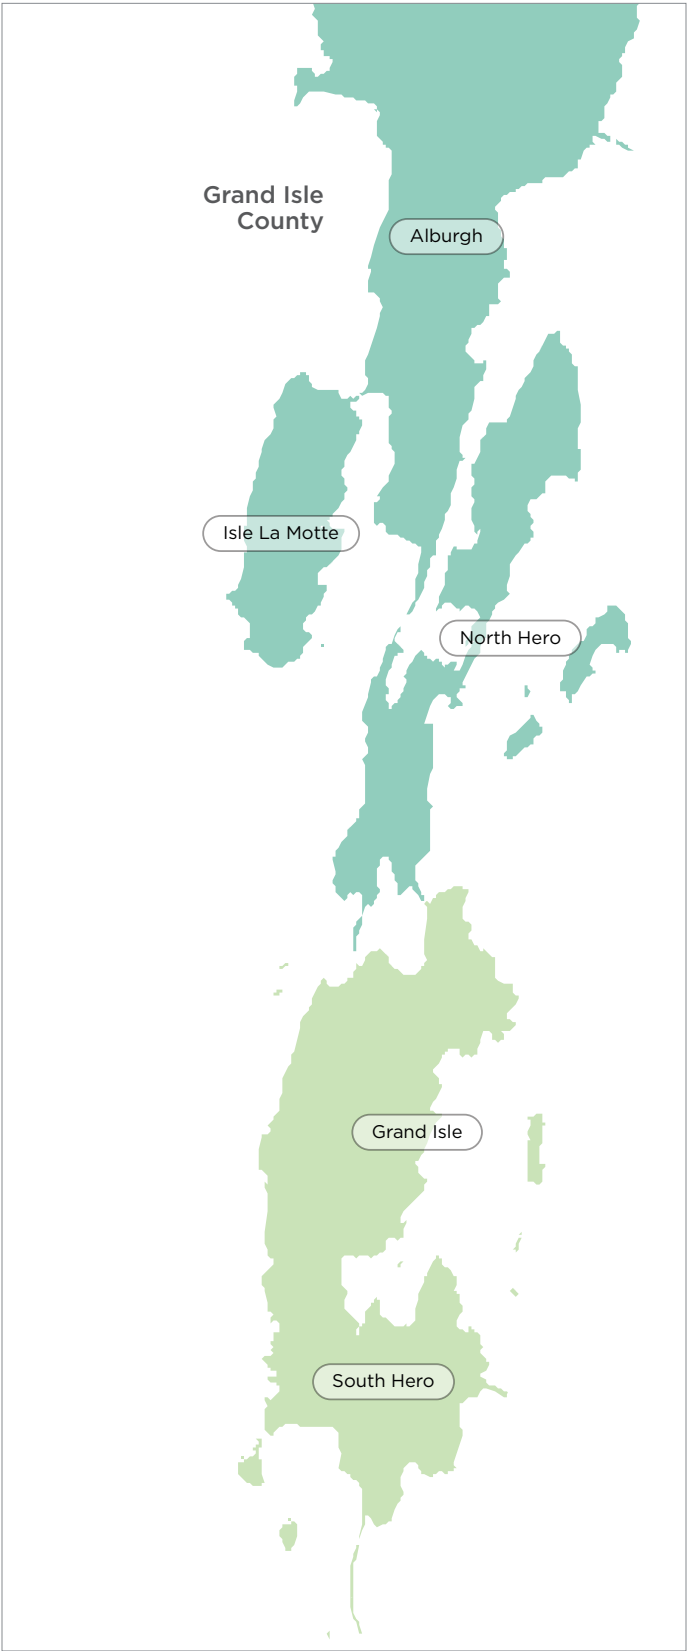 Grand Isle
County
Alburgh
Isle La Motte
North Hero
Grand Isle
South Hero